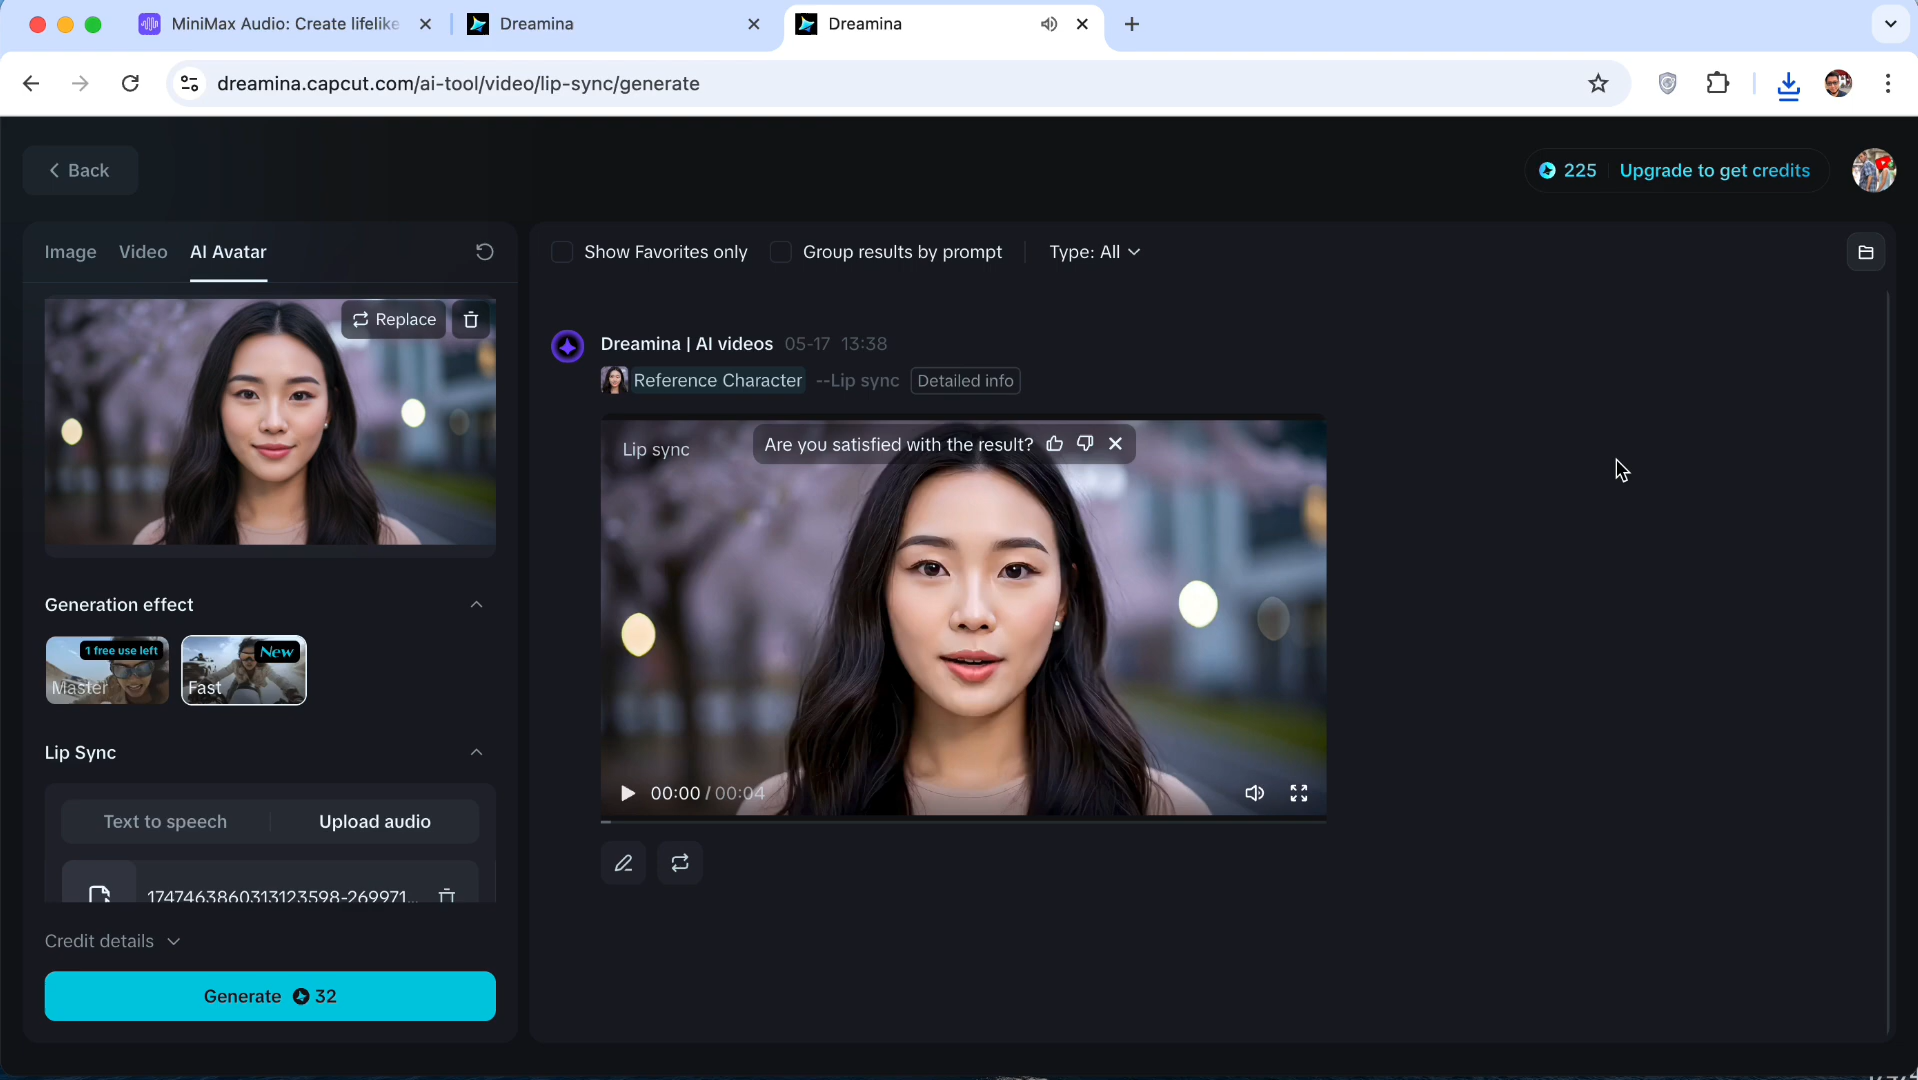 MiniMax Audio: Create lifelike
Dreamina
Dreamina
dreamina.capcut.com/ai-tool/video/lip-sync/generate
Back
225 Upgrade to get credits
Image Video AI Avatar
Show Favorites only Group results by prompt Type: All
Replace
Dreamina | AI videos 05-17 13:38
Reference Character --Lip sync Detailed info
Lip sync
Are you satisfied with the result?
Generation effect
1 free use left
Master
New
Fast
Lip Sync
00:00 / 00:04
Text to speech Upload audio
1747463860313123598-269971...
Credit details
Generate 32